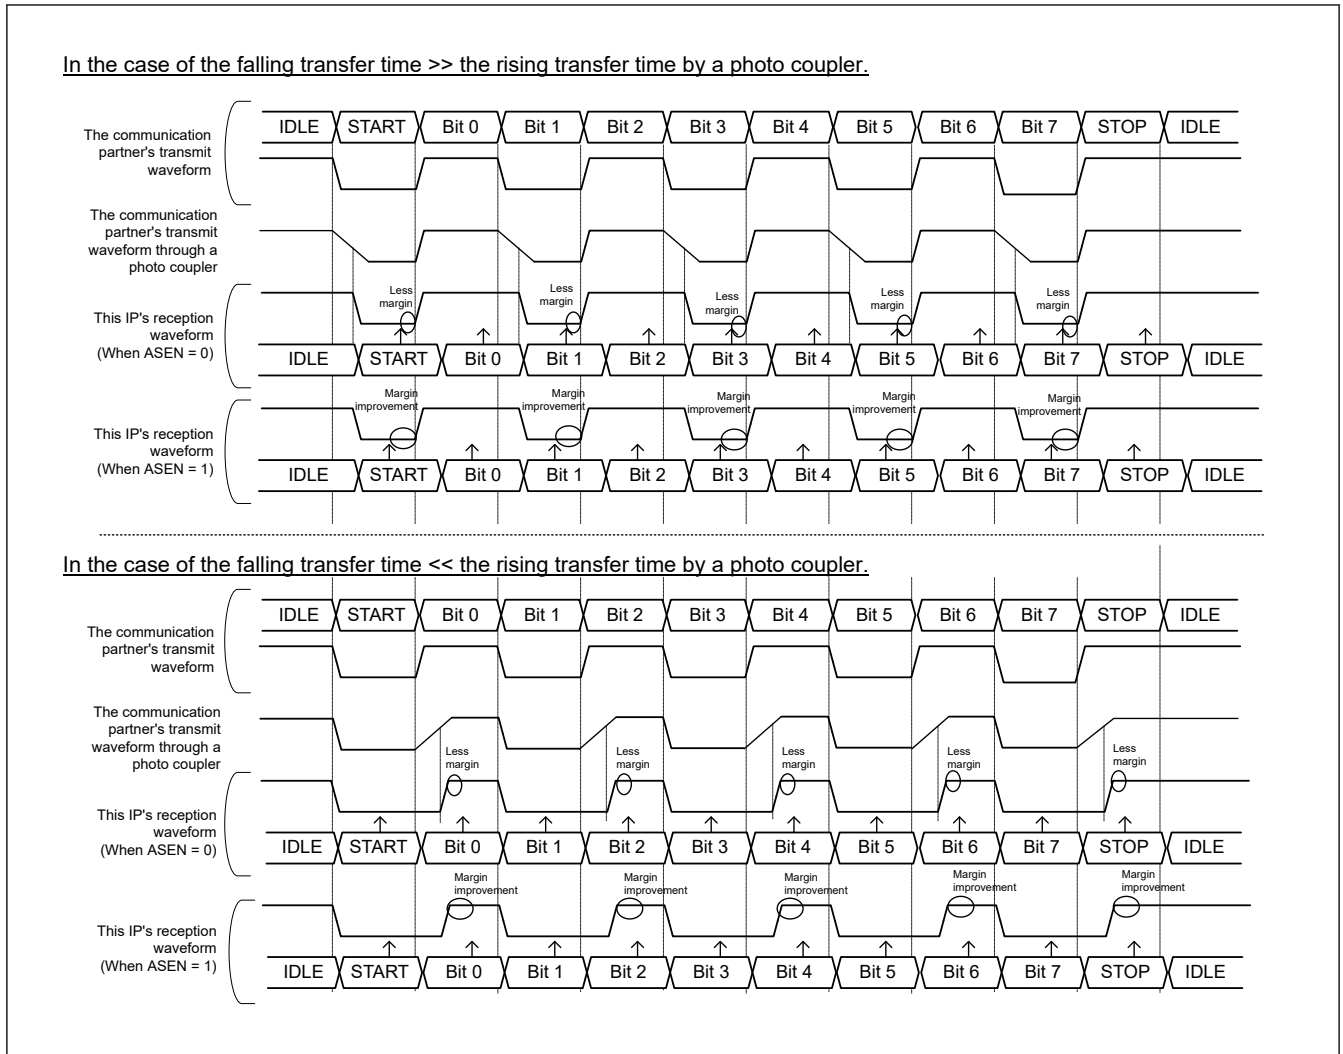 In the case of the falling transfer time >> the rising transfer time by a photo coupler.
The communication
partner's transmit
waveform
IDLE START Bit 0 Bit 1 Bit 2 Bit 3 Bit 4 Bit 5 Bit 6 Bit 7 STOP IDLE
The communication
partner's transmit
waveform through a
photo coupler
This IP's reception
waveform
(When ASEN = 0)
Less
margin
Less
margin
Less
margin
Less
margin
Less
margin
IDLE START Bit 0 Bit 1 Bit 2 Bit 3 Bit 4 Bit 5 Bit 6 Bit 7 STOP IDLE
This IP's reception
waveform
(When ASEN = 1)
Margin
improvement
Margin
improvement
Margin
improvement
Margin
improvement
Margin
improvement
IDLE START Bit 0 Bit 1 Bit 2 Bit 3 Bit 4 Bit 5 Bit 6 Bit 7 STOP IDLE
In the case of the falling transfer time << the rising transfer time by a photo coupler.
The communication
partner's transmit
waveform
IDLE START Bit 0 Bit 1 Bit 2 Bit 3 Bit 4 Bit 5 Bit 6 Bit 7 STOP IDLE
The communication
partner's transmit
waveform through a
photo coupler
Less
margin
Less
margin
Less
margin
Less
margin
Less
margin
This IP's reception
waveform
(When ASEN = 0)
IDLE START Bit 0 Bit 1 Bit 2 Bit 3 Bit 4 Bit 5 Bit 6 Bit 7 STOP IDLE
Margin
improvement
Margin
improvement
Margin
improvement
Margin
improvement
Margin
improvement
This IP's reception
waveform
(When ASEN = 1)
IDLE START Bit 0 Bit 1 Bit 2 Bit 3 Bit 4 Bit 5 Bit 6 Bit 7 STOP IDLE